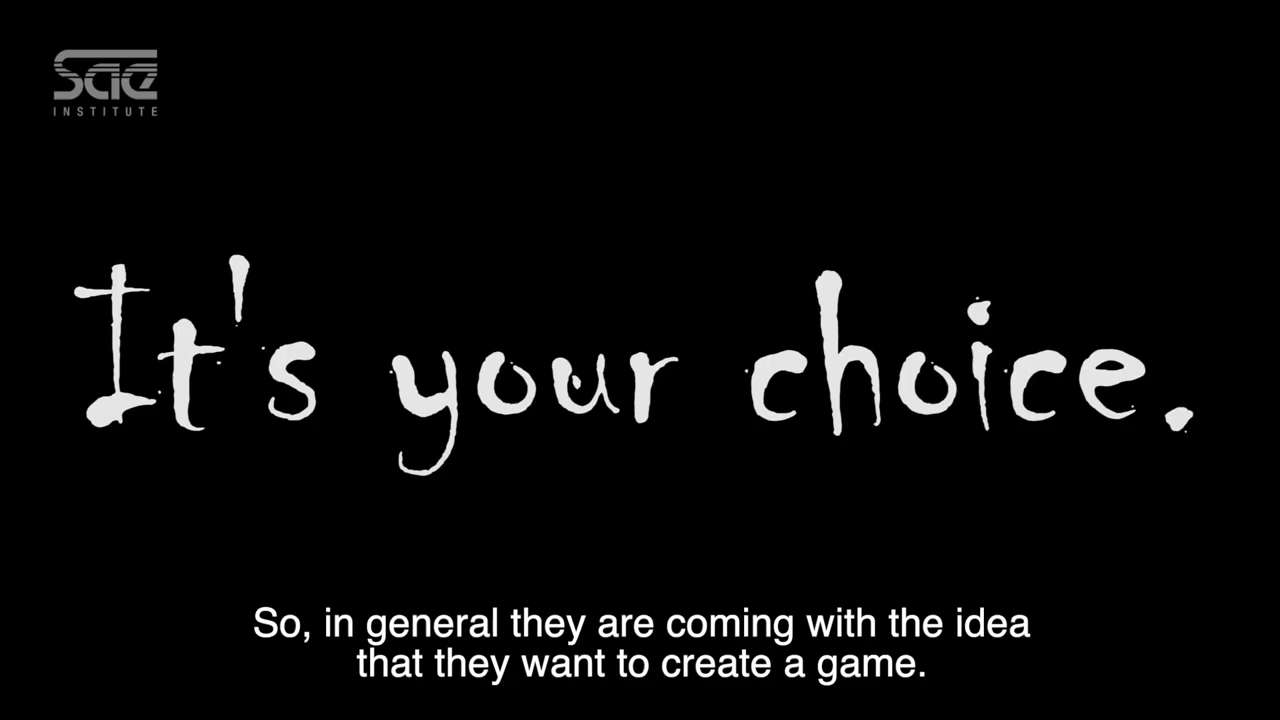 sae
INSTITUTE
It's your choice.
So, in general they are coming with the idea
that they want to create a game.